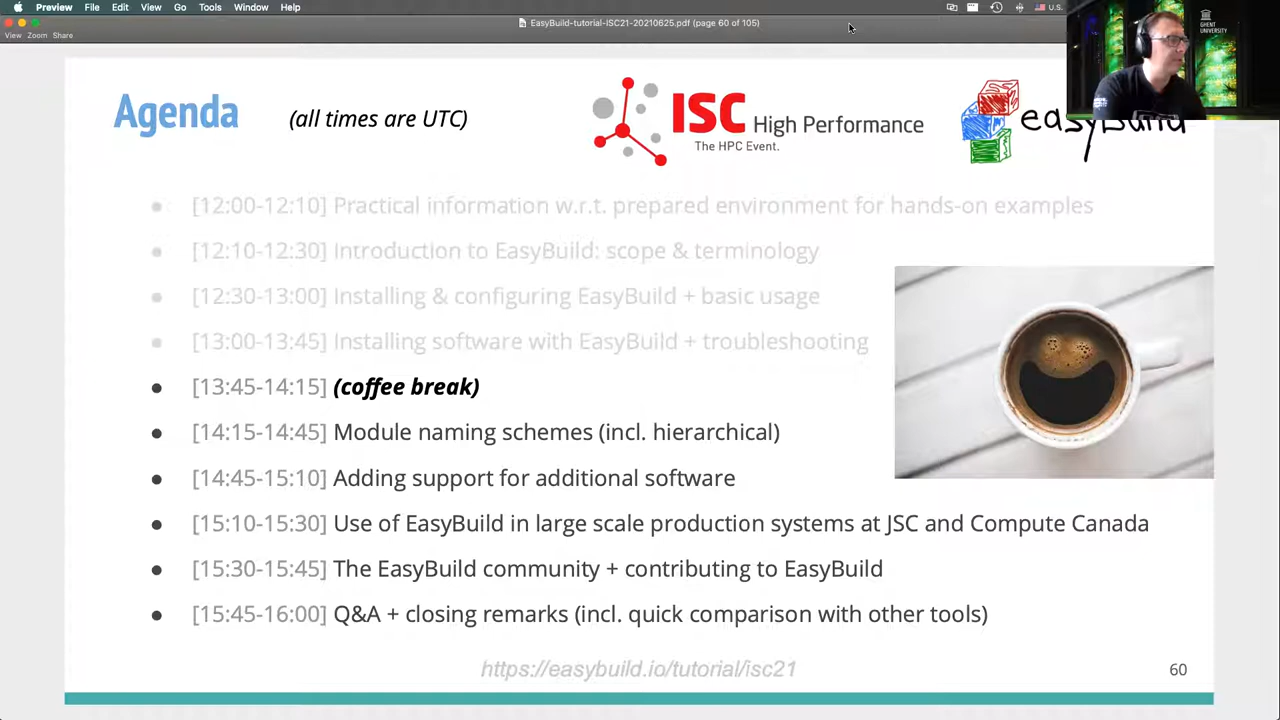 Preview File Edit View Go Tools Window Help
U.S.
EasyBuild-tutorial-ISC21-20210625.pdf (page 60 of 105)
View Zoom Share
GHENT
UNIVERSITY
Agenda (all times are UTC)
ISC High Performance
The HPC Event.
easybuild
• [12:00-12:10] Practical information w.r.t. prepared environment for hands-on examples
• [12:10-12:30] Introduction to EasyBuild: scope & terminology
• [12:30-13:00] Installing & configuring EasyBuild + basic usage
• [13:00-13:45] Installing software with EasyBuild + troubleshooting
• [13:45-14:15] (coffee break)
• [14:15-14:45] Module naming schemes (incl. hierarchical)
• [14:45-15:10] Adding support for additional software
• [15:10-15:30] Use of EasyBuild in large scale production systems at JSC and Compute Canada
• [15:30-15:45] The EasyBuild community + contributing to EasyBuild
• [15:45-16:00] Q&A + closing remarks (incl. quick comparison with other tools)
https://easybuild.io/tutorial/isc21
60